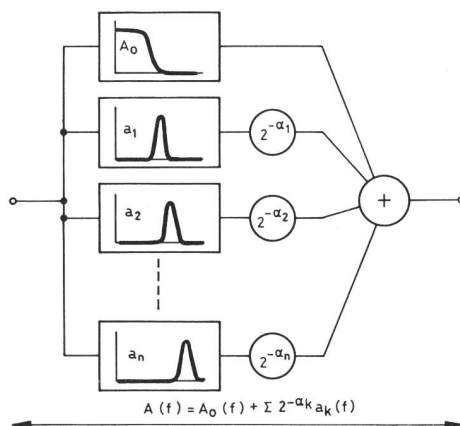 A₀
a₁
2^-α₁
a₂
2^-α₂
+
aₙ
2^-αₙ
A (f) = A₀ (f) + Σ 2^-αₖ aₖ (f)